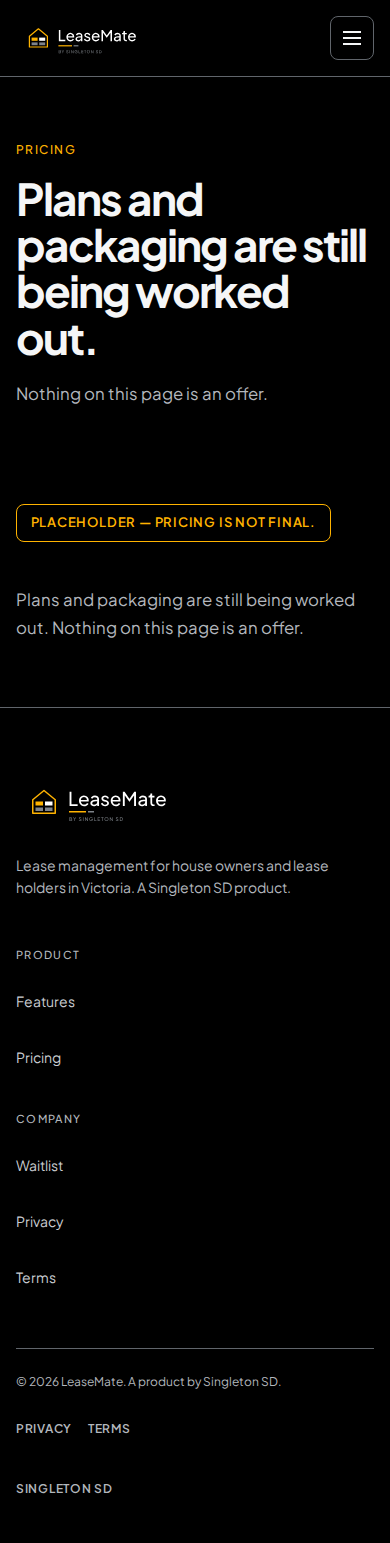 LeaseMate
BY SINGLETON SD
PRICING
Plans and
packaging are still
being worked
out.
Nothing on this page is an offer.
PLACEHOLDER — PRICING IS NOT FINAL.
Plans and packaging are still being worked
out. Nothing on this page is an offer.
LeaseMate
BY SINGLETON SD
Lease management for house owners and lease
holders in Victoria. A Singleton SD product.
PRODUCT
Features
Pricing
COMPANY
Waitlist
Privacy
Terms
© 2026 LeaseMate. A product by Singleton SD.
PRIVACY TERMS
SINGLETON SD